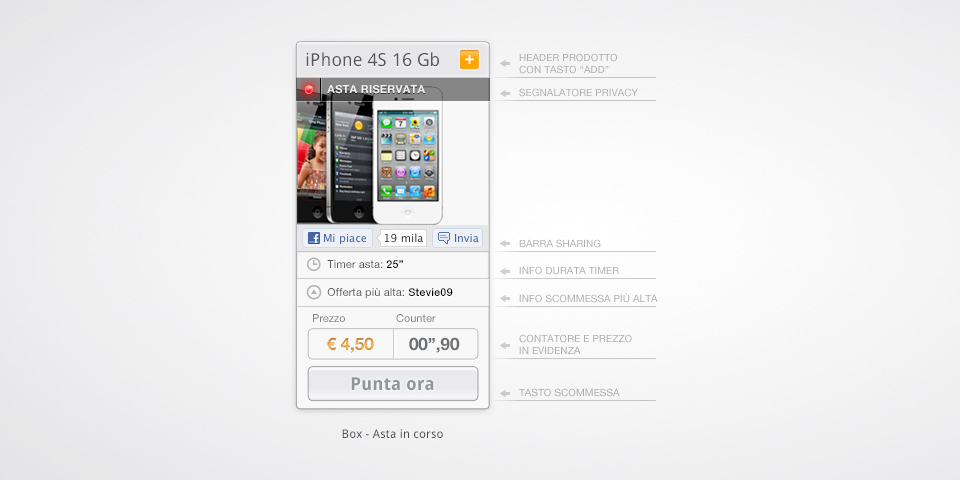 iPhone 4S 16 Gb
HEADER PRODOTTO
CON TASTO “ADD”
ASTA RISERVATA
SEGNALATORE PRIVACY
Mi piace
19 mila
Invia
BARRA SHARING
Timer asta: 25”
INFO DURATA TIMER
Offerta più alta: Stevie09
INFO SCOMMESSA PIÙ ALTA
Prezzo
Counter
€ 4,50
00”,90
CONTATORE E PREZZO
IN EVIDENZA
Punta ora
TASTO SCOMMESSA
Box - Asta in corso